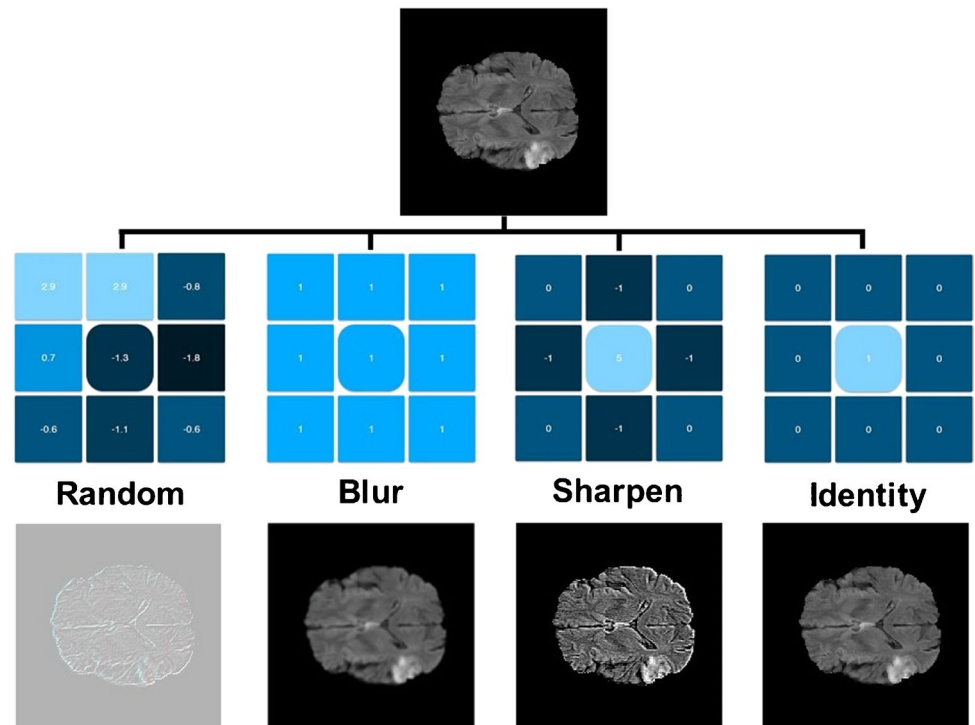 2.9 2.9 -0.8
0.7 -1.3 -1.8
-0.6 -1.1 -0.6
Random
1 1 1
1 1 1
1 1 1
Blur
0 -1 0
-1 5 -1
0 -1 0
Sharpen
0 0 0
0 1 0
0 0 0
Identity